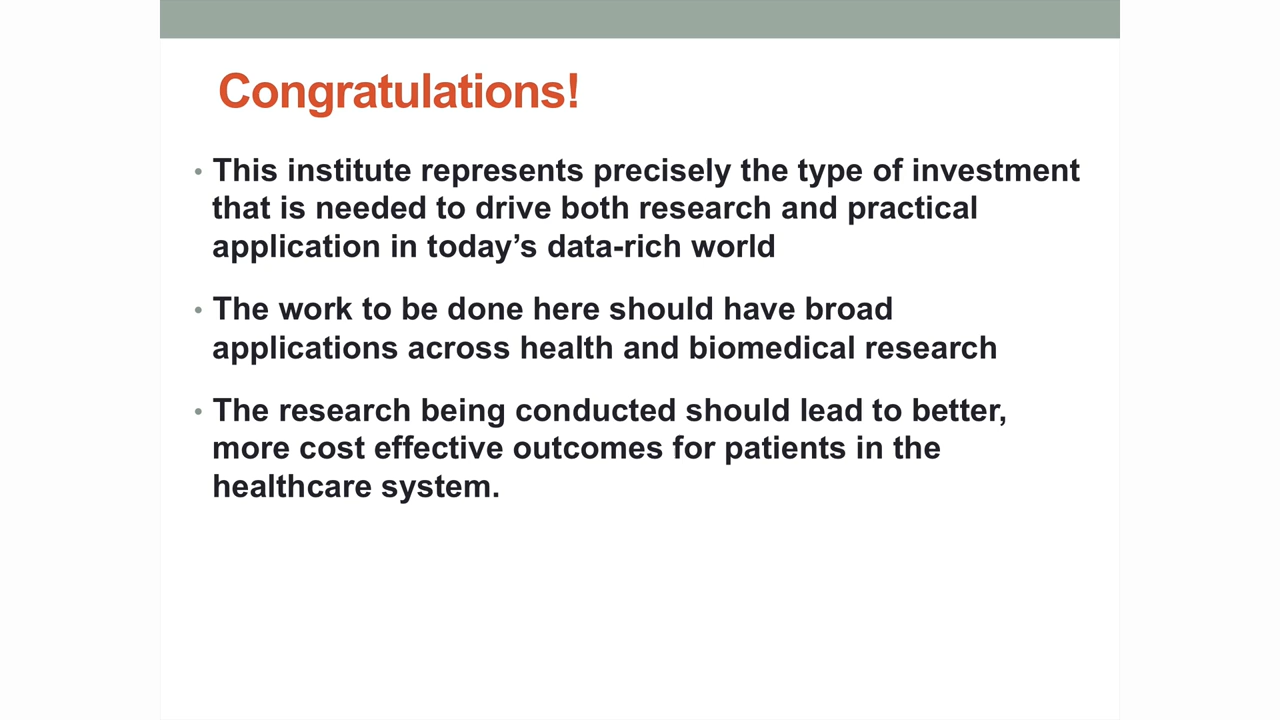 Congratulations!
• This institute represents precisely the type of investment
that is needed to drive both research and practical
application in today’s data-rich world
• The work to be done here should have broad
applications across health and biomedical research
• The research being conducted should lead to better,
more cost effective outcomes for patients in the
healthcare system.